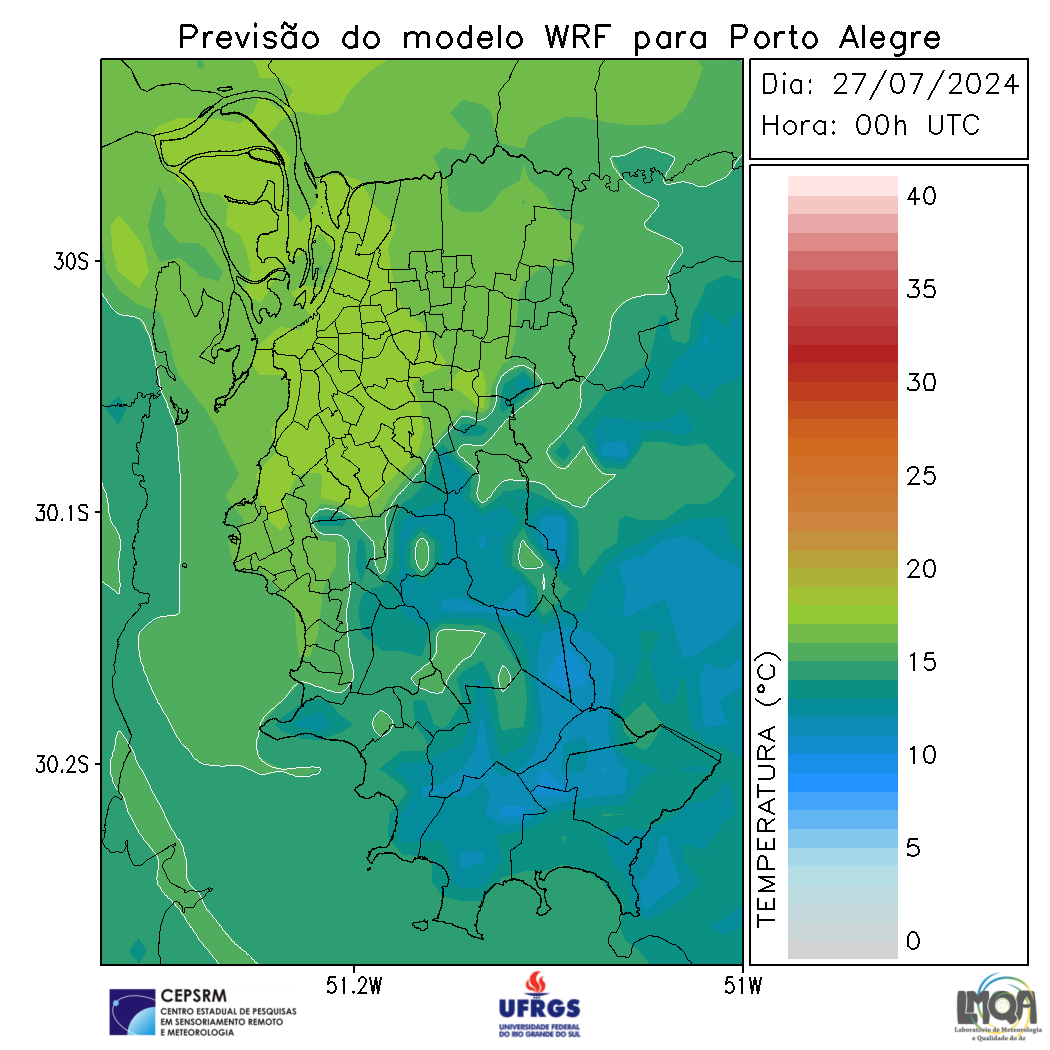 Previsão do modelo WRF para Porto Alegre
Dia: 27/07/2024
Hora: 00h UTC
40
35
30
25
20
15
10
5
0
TEMPERATURA (°C)
30S
30.1S
30.2S
51.2W
51W
CEPSRM
CENTRO ESTADUAL DE PESQUISAS
EM SENSORIAMENTO REMOTO
E METEOROLOGIA
UFRGS
UNIVERSIDADE FEDERAL
DO RIO GRANDE DO SUL
LMQA
Laboratório de Meteorologia
e Qualidade do Ar